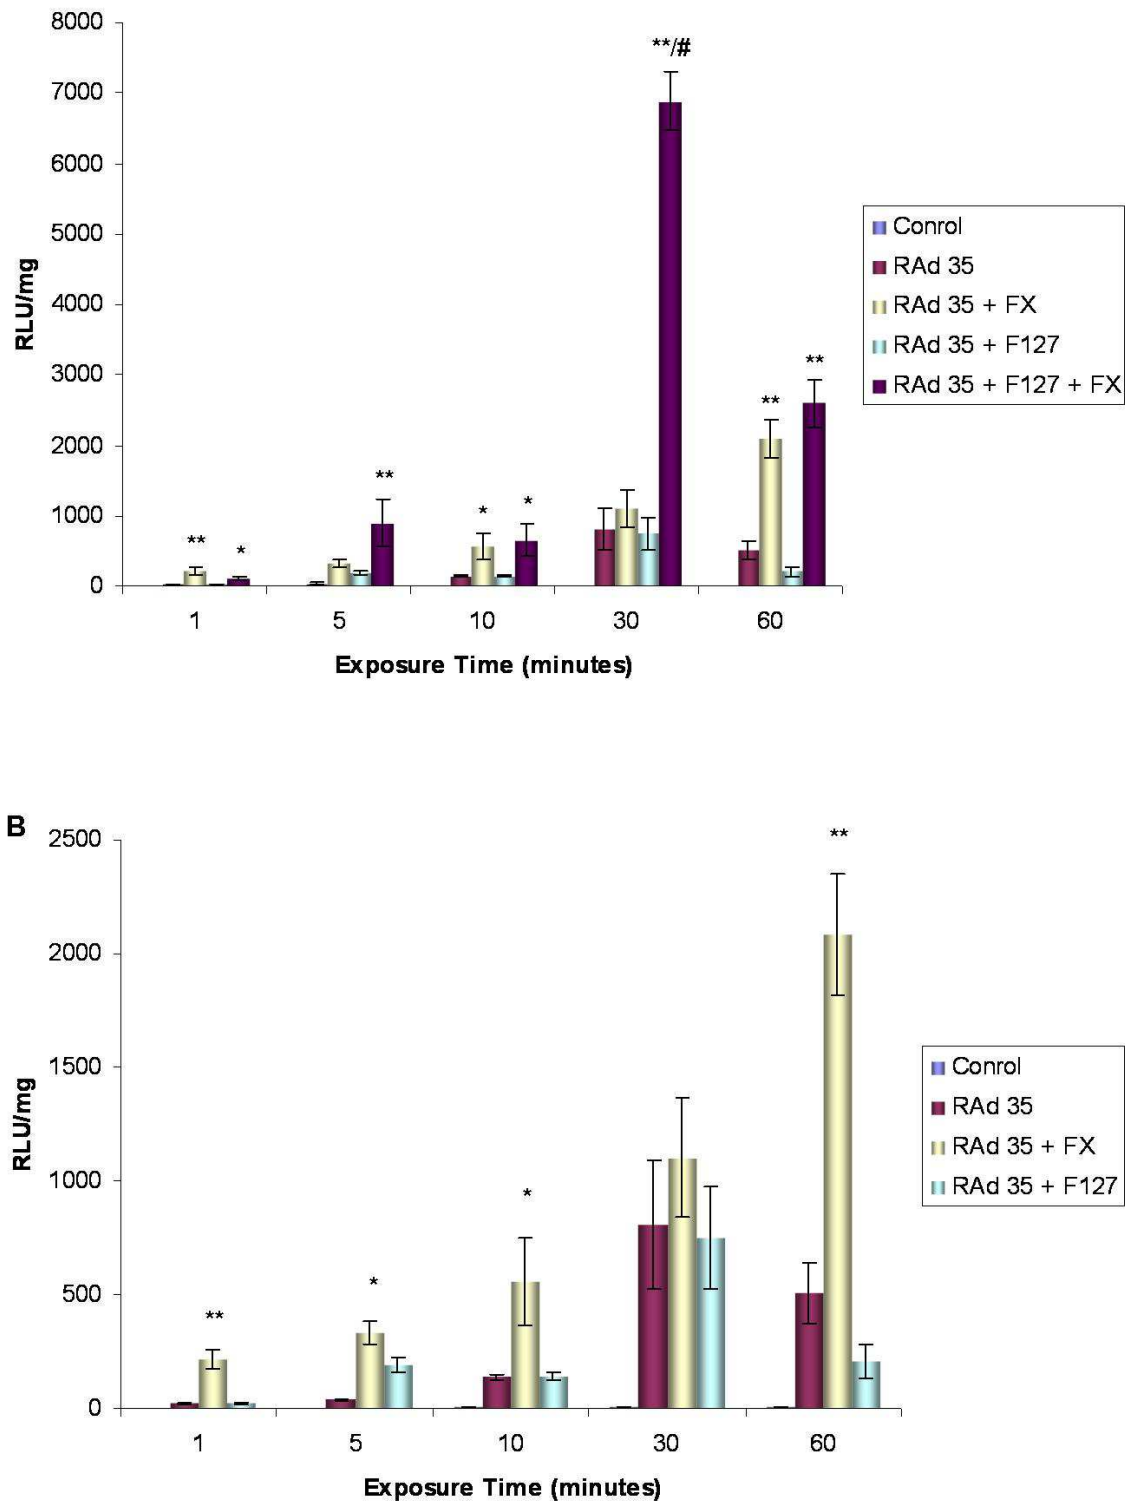 8000
7000
6000
5000
4000
3000
2000
1000
0
RLU/mg
** * ** * * **/# ** **
1 5 10 30 60
Exposure Time (minutes)
Conrol
RAd 35
RAd 35 + FX
RAd 35 + F127
RAd 35 + F127 + FX
B
2500
2000
1500
1000
500
0
RLU/mg
** * * **
1 5 10 30 60
Exposure Time (minutes)
Conrol
RAd 35
RAd 35 + FX
RAd 35 + F127